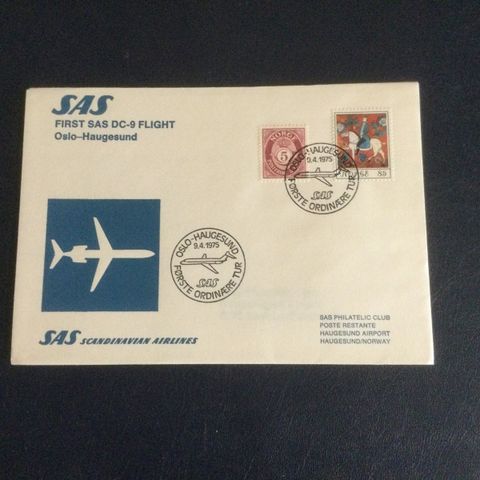 SAS
FIRST SAS DC-9 FLIGHT
Oslo-Haugesund
NORGE
5
85
OSLO-HAUGESUND
9.4.1975
SAS
FØRSTE ORDINÆRE TUR
OSLO-HAUGESUND
9.4.1975
SAS
FØRSTE ORDINÆRE TUR
SAS SCANDINAVIAN AIRLINES
SAS PHILATELIC CLUB
POSTE RESTANTE
HAUGESUND AIRPORT
HAUGESUND/NORWAY